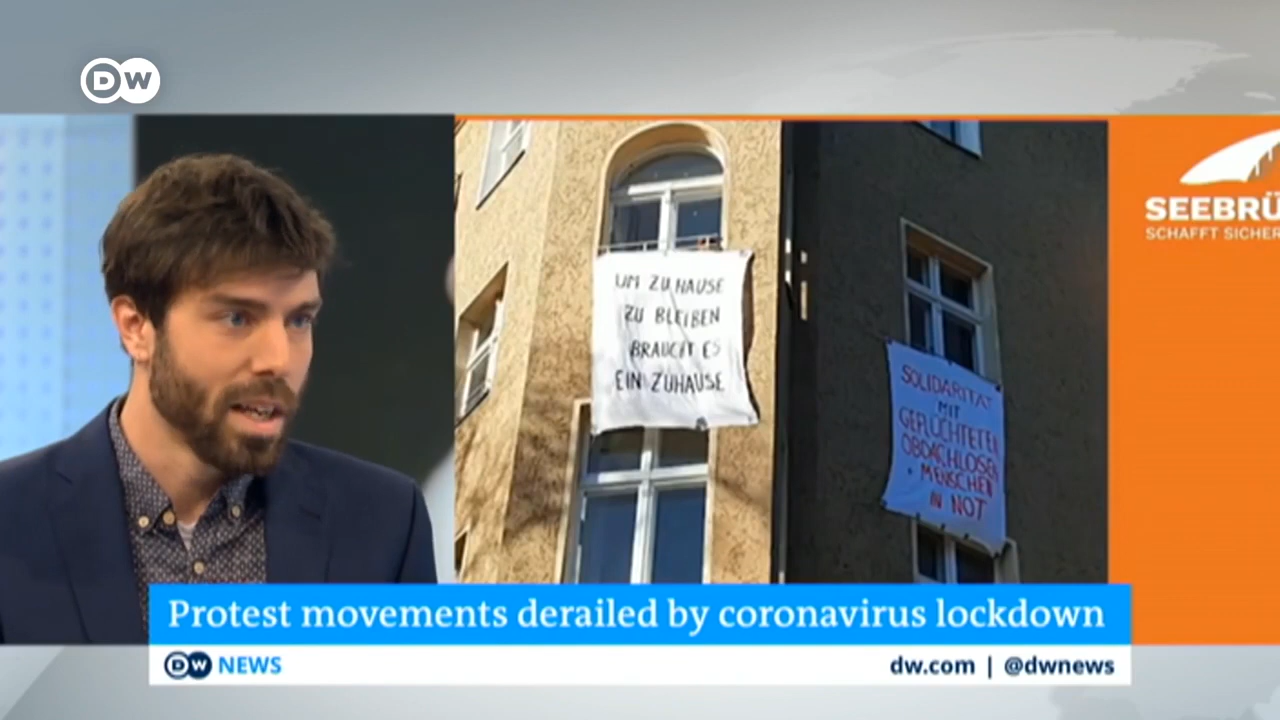 DW
SEEBRÜ
SCHAFFT SICHER
UM ZU HAUSE
ZU BLEIBEN
BRAUCHT ES
EIN ZUHAUSE
SOLIDARITÄT
MIT
GEFLÜCHTETEN
OBDACHLOSEN
+ MENSCHEN
IN NOT
Protest movements derailed by coronavirus lockdown
DW NEWS
dw.com | @dwnews